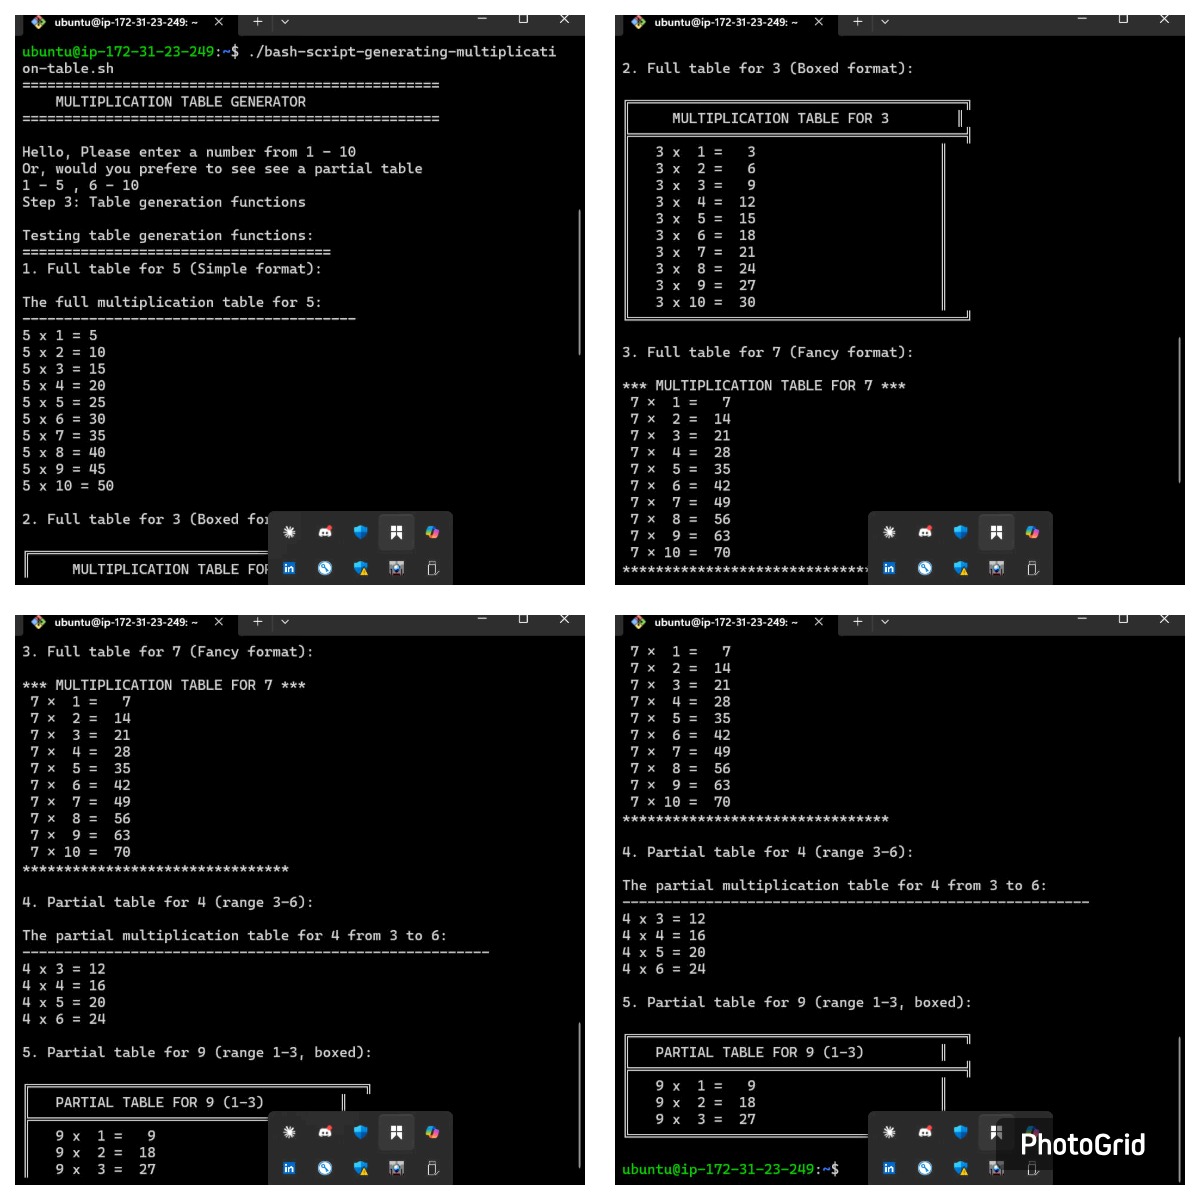 ubuntu@ip-172-31-23-249: ~
ubuntu@ip-172-31-23-249:~$ ./bash-script-generating-multiplicati
on-table.sh
==================================================
MULTIPLICATION TABLE GENERATOR
==================================================
Hello, Please enter a number from 1 - 10
Or, would you prefere to see see a partial table
1 - 5 , 6 - 10
Step 3: Table generation functions
Testing table generation functions:
=====================================
1. Full table for 5 (Simple format):
The full multiplication table for 5:
----------------------------------------
5 x 1 = 5
5 x 2 = 10
5 x 3 = 15
5 x 4 = 20
5 x 5 = 25
5 x 6 = 30
5 x 7 = 35
5 x 8 = 40
5 x 9 = 45
5 x 10 = 50
2. Full table for 3 (Boxed for
MULTIPLICATION TABLE FOR
ubuntu@ip-172-31-23-249: ~
2. Full table for 3 (Boxed format):
MULTIPLICATION TABLE FOR 3
3 x 1 = 3
3 x 2 = 6
3 x 3 = 9
3 x 4 = 12
3 x 5 = 15
3 x 6 = 18
3 x 7 = 21
3 x 8 = 24
3 x 9 = 27
3 x 10 = 30
3. Full table for 7 (Fancy format):
*** MULTIPLICATION TABLE FOR 7 ***
7 × 1 = 7
7 × 2 = 14
7 × 3 = 21
7 × 4 = 28
7 × 5 = 35
7 × 6 = 42
7 × 7 = 49
7 × 8 = 56
7 × 9 = 63
7 × 10 = 70
******************************
ubuntu@ip-172-31-23-249: ~
3. Full table for 7 (Fancy format):
*** MULTIPLICATION TABLE FOR 7 ***
7 × 1 = 7
7 × 2 = 14
7 × 3 = 21
7 × 4 = 28
7 × 5 = 35
7 × 6 = 42
7 × 7 = 49
7 × 8 = 56
7 × 9 = 63
7 × 10 = 70
********************************
4. Partial table for 4 (range 3-6):
The partial multiplication table for 4 from 3 to 6:
--------------------------------------------------------
4 x 3 = 12
4 x 4 = 16
4 x 5 = 20
4 x 6 = 24
5. Partial table for 9 (range 1-3, boxed):
PARTIAL TABLE FOR 9 (1-3)
9 x 1 = 9
9 x 2 = 18
9 x 3 = 27
ubuntu@ip-172-31-23-249: ~
7 × 1 = 7
7 × 2 = 14
7 × 3 = 21
7 × 4 = 28
7 × 5 = 35
7 × 6 = 42
7 × 7 = 49
7 × 8 = 56
7 × 9 = 63
7 × 10 = 70
********************************
4. Partial table for 4 (range 3-6):
The partial multiplication table for 4 from 3 to 6:
--------------------------------------------------------
4 x 3 = 12
4 x 4 = 16
4 x 5 = 20
4 x 6 = 24
5. Partial table for 9 (range 1-3, boxed):
PARTIAL TABLE FOR 9 (1-3)
9 x 1 = 9
9 x 2 = 18
9 x 3 = 27
ubuntu@ip-172-31-23-249:~$
PhotoGrid